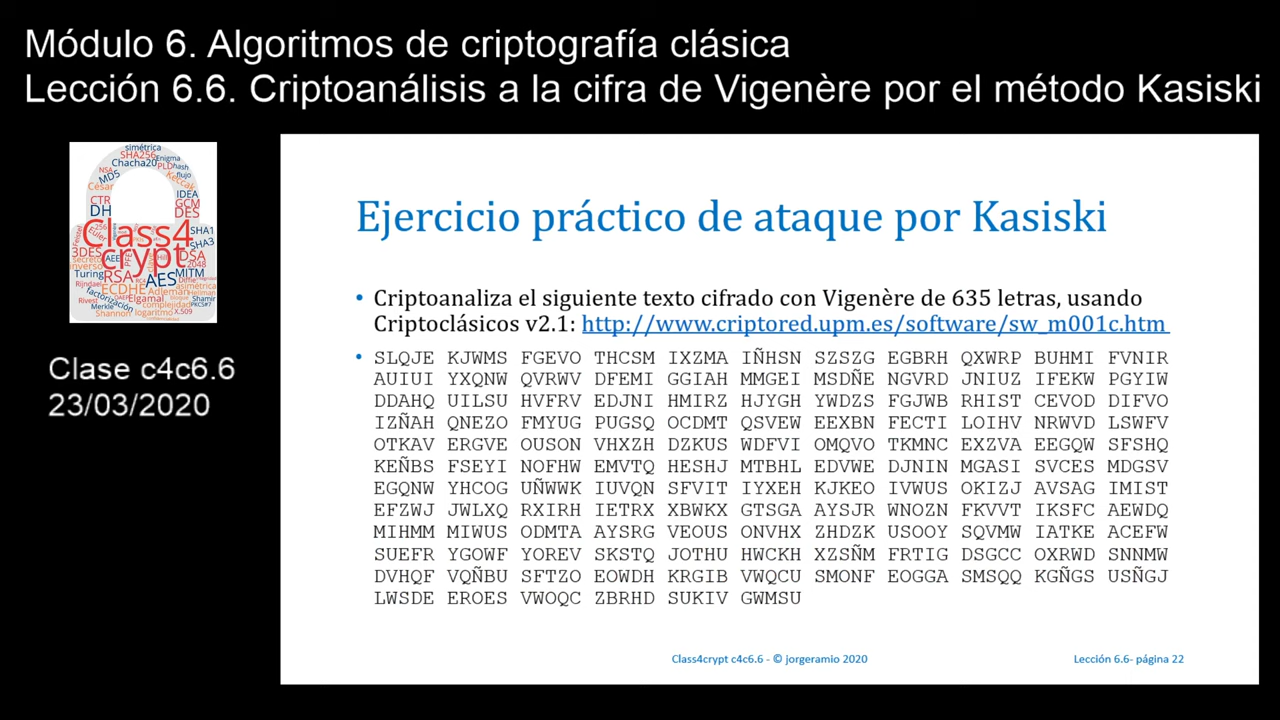 Módulo 6. Algoritmos de criptografía clásica
Lección 6.6. Criptoanálisis a la cifra de Vigenère por el método Kasiski
Class4
crypt
Clase c4c6.6
23/03/2020
Ejercicio práctico de ataque por Kasiski
• Criptoanaliza el siguiente texto cifrado con Vigenère de 635 letras, usando
Criptoclásicos v2.1: http://www.criptored.upm.es/software/sw_m001c.htm
• SLQJE KJWMS FGEVO THCSM IXZMA IÑHSN SZSZG EGBRH QXWRP BUHMI FVNIR
AUIUI YXQNW QVRWV DFEMI GGIAH MMGEI MSDÑE NGVRD JNIUZ IFEKW PGYIW
DDAHQ UILSU HVFRV EDJNI HMIRZ HJYGH YWDZS FGJWB RHIST CEVOD DIFVO
IZÑAH QNEZO FMYUG PUGSQ OCDMT QSVEW EEXBN FECTI LOIHV NRWVD LSWFV
OTKAV ERGVE OUSON VHXZH DZKUS WDFVI OMQVO TKMNC EXZVA EEGQW SFSHQ
KEÑBS FSEYI NOFHW EMVTQ HESHJ MTBHL EDVWE DJNIN MGASI SVCES MDGSV
EGQNW YHCOG UÑWWK IUVQN SFVIT IYXEH KJKEO IVWUS OKIZJ AVSAG IMIST
EFZWJ JWLXQ RXIRH IETRX XBWKX GTSGA AYSJR WNOZN FKVVT IKSFC AEWDQ
MIHMM MIWUS ODMTA AYSRG VEOUS ONVHX ZHDZK USOOY SQVMW IATKE ACEFW
SUEFR YGOWF YOREV SKSTQ JOTHU HWCKH XZSÑM FRTIG DSGCC OXRWD SNNMW
DVHQF VQÑBU SFTZO EOWDH KRGIB VWQCU SMONF EOGGA SMSQQ KGÑGS USÑGJ
LWSDE EROES VWOQC ZBRHD SUKIV GWMSU
Class4crypt c4c6.6 - © jorgeramio 2020
Lección 6.6- página 22